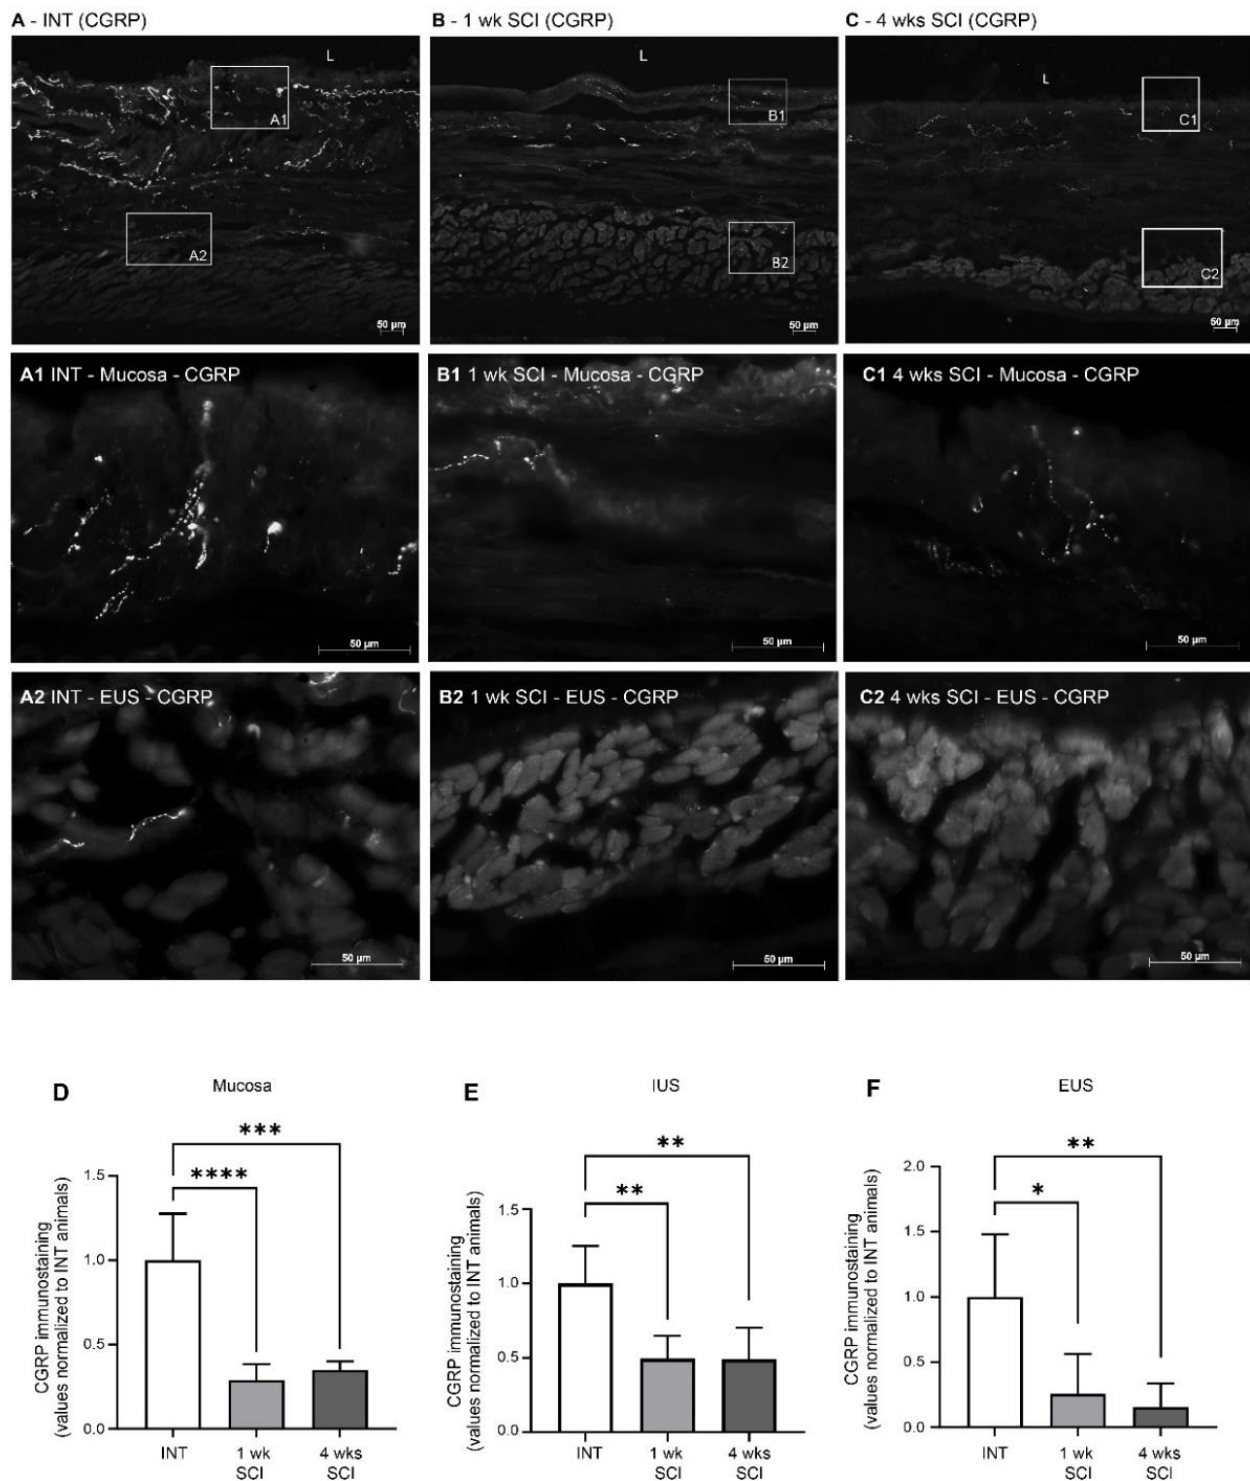 A - INT (CGRP)
B - 1 wk SCI (CGRP)
C - 4 wks SCI (CGRP)
L
A1
A2
50 µm
L
B1
B2
50 µm
L
C1
C2
50 µm
A1 INT - Mucosa - CGRP
50 µm
B1 1 wk SCI - Mucosa - CGRP
50 µm
C1 4 wks SCI - Mucosa - CGRP
50 µm
A2 INT - EUS - CGRP
50 µm
B2 1 wk SCI - EUS - CGRP
50 µm
C2 4 wks SCI - EUS - CGRP
50 µm
D
Mucosa
CGRP immunostaining
(values normalized to INT animals)
1.5
1.0
0.5
0.0
***
****
INT
1 wk
SCI
4 wks
SCI
E
IUS
CGRP immunostaining
(values normalized to INT animals)
1.5
1.0
0.5
0.0
**
**
INT
1 wk
SCI
4 wks
SCI
F
EUS
CGRP immunostaining
(values normalized to INT animals)
2.0
1.5
1.0
0.5
0.0
**
*
INT
1 wk
SCI
4 wks
SCI